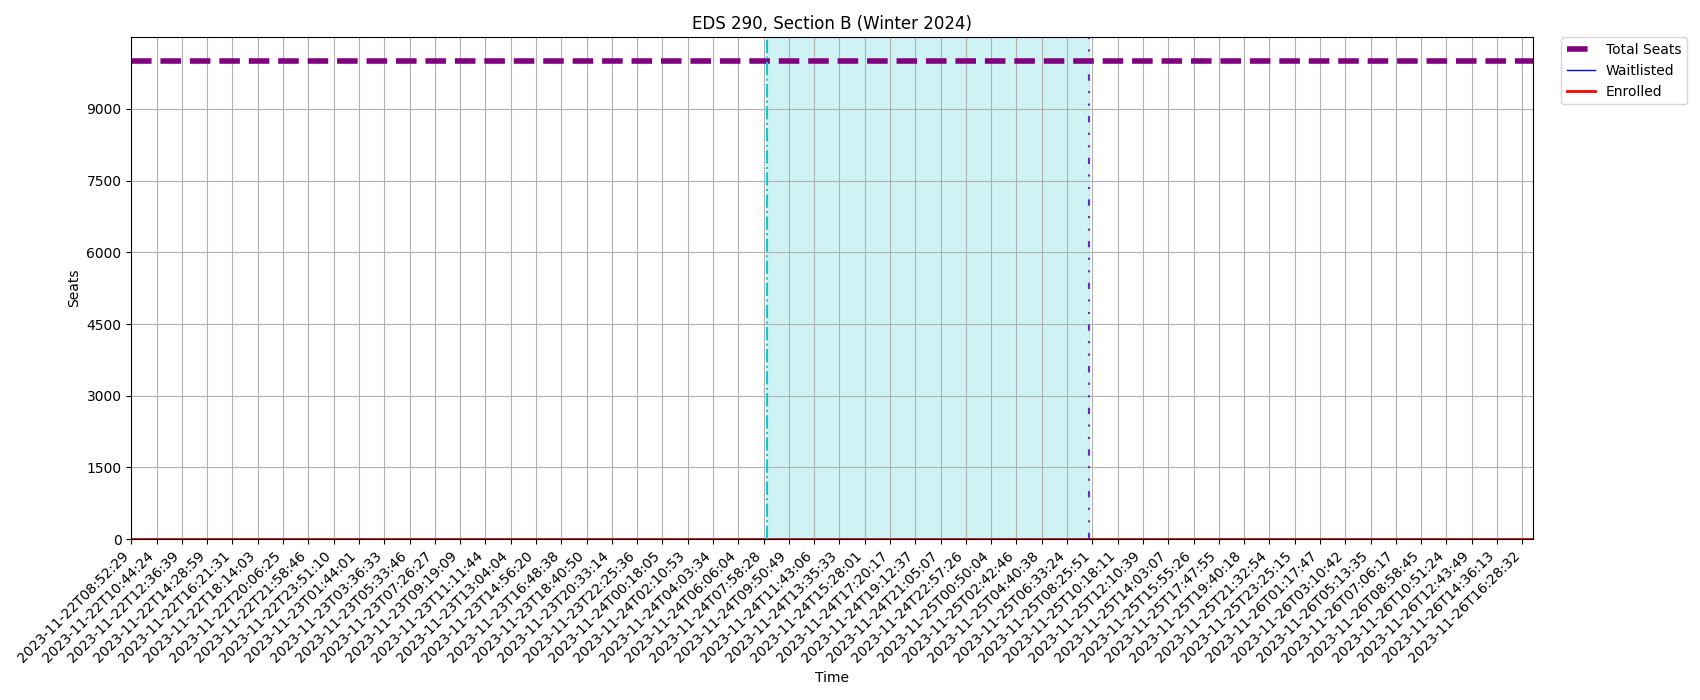 EDS 290, Section B (Winter 2024)
Total Seats
Waitlisted
Enrolled
9000
7500
6000
4500
3000
1500
0
Seats
2023-11-22T08:52:29
2023-11-22T10:44:24
2023-11-22T12:36:39
2023-11-22T14:28:59
2023-11-22T16:21:31
2023-11-22T18:14:03
2023-11-22T20:06:25
2023-11-22T21:58:46
2023-11-22T23:51:10
2023-11-23T01:44:01
2023-11-23T03:36:33
2023-11-23T05:33:46
2023-11-23T07:26:27
2023-11-23T09:19:09
2023-11-23T11:11:44
2023-11-23T13:04:04
2023-11-23T14:56:20
2023-11-23T16:48:38
2023-11-23T18:40:50
2023-11-23T20:33:14
2023-11-23T22:25:36
2023-11-24T00:18:05
2023-11-24T02:10:53
2023-11-24T04:03:34
2023-11-24T06:06:04
2023-11-24T07:58:28
2023-11-24T09:50:49
2023-11-24T11:43:06
2023-11-24T13:35:33
2023-11-24T15:28:01
2023-11-24T17:20:17
2023-11-24T19:12:37
2023-11-24T21:05:07
2023-11-24T22:57:26
2023-11-25T00:50:04
2023-11-25T02:42:46
2023-11-25T04:40:38
2023-11-25T06:33:24
2023-11-25T08:25:51
2023-11-25T10:18:11
2023-11-25T12:10:39
2023-11-25T14:03:07
2023-11-25T15:55:26
2023-11-25T17:47:55
2023-11-25T19:40:18
2023-11-25T21:32:54
2023-11-25T23:25:15
2023-11-26T01:17:47
2023-11-26T03:10:42
2023-11-26T05:13:35
2023-11-26T07:06:17
2023-11-26T08:58:45
2023-11-26T10:51:24
2023-11-26T12:43:49
2023-11-26T14:36:13
2023-11-26T16:28:32
Time